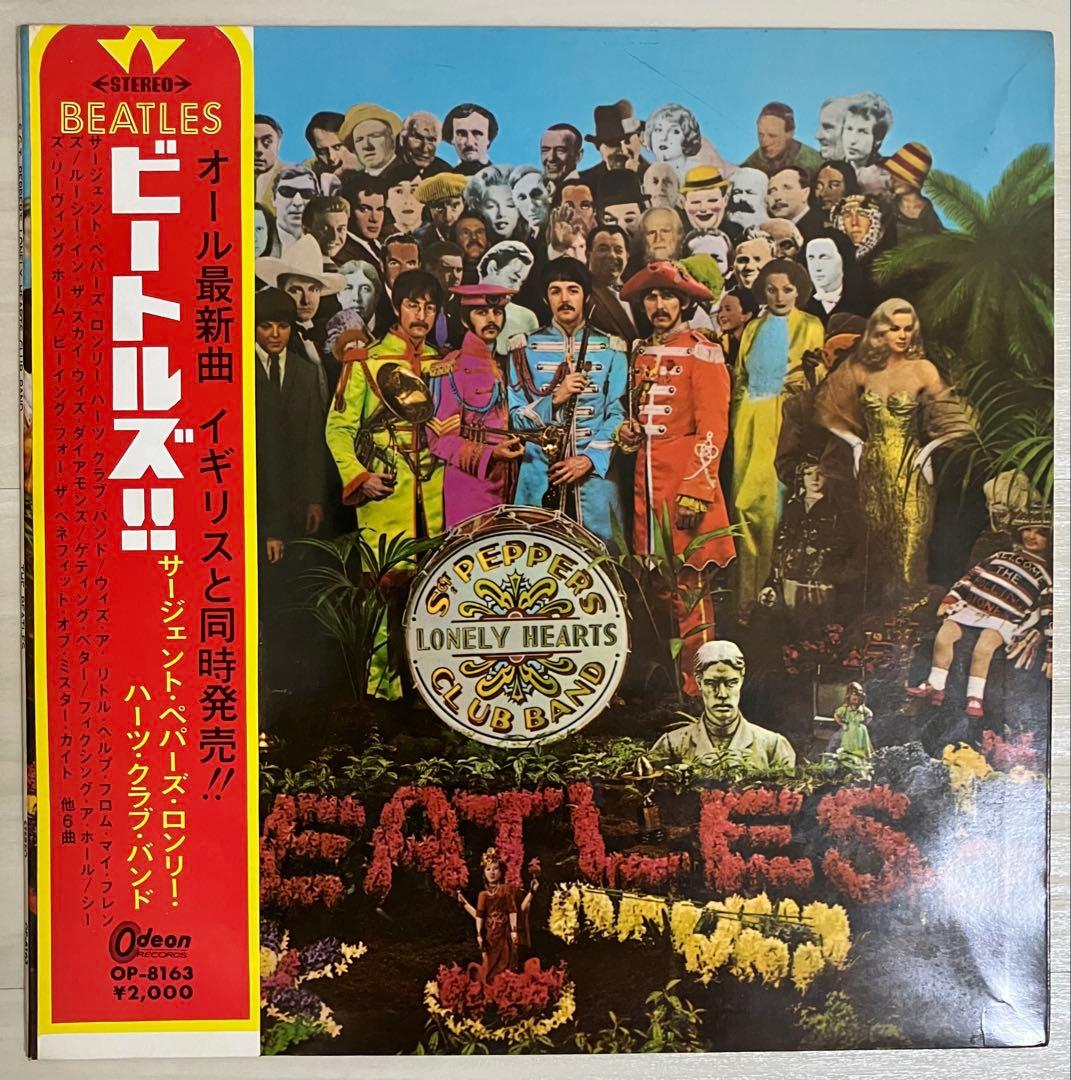 STEREO
BEATLES
ビートルズ!!
オール最新曲 イギリスと同時発売!!
サージェント・ペパーズ・ロンリー・
ハーツ・クラブ・バンド
サージェント・ペパーズ・ロンリー・ハーツ・クラブ・バンド/ウィズ・ア・リトル・ヘルプ・フロム・マイ・フレン
ズ/ルーシー・イン・ザ・スカイ・ウィズ・ダイアモンズ/ゲティング・ベター/フィクシング・ア・ホール/シー
ズ・リーヴィング・ホーム/ビーイング・フォー・ザ・ベネフィット・オブ・ミスター・カイト 他6曲
Odeon
RECORDS
OP-8163
¥2,000
SGT PEPPERS
LONELY HEARTS
CLUB BAND
WELCOME
THE
EATLES
THE BEATLES